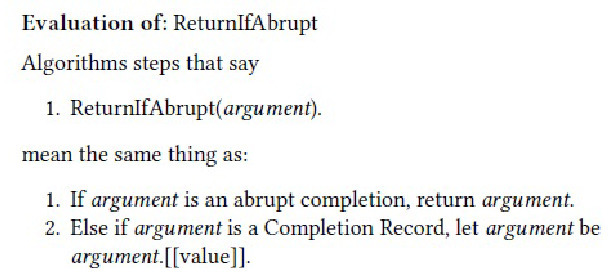 Evaluation of: ReturnIfAbrupt
Algorithms steps that say
1. ReturnIfAbrupt(argument).
mean the same thing as:
1. If argument is an abrupt completion, return argument.
2. Else if argument is a Completion Record, let argument be
argument.[[value]].